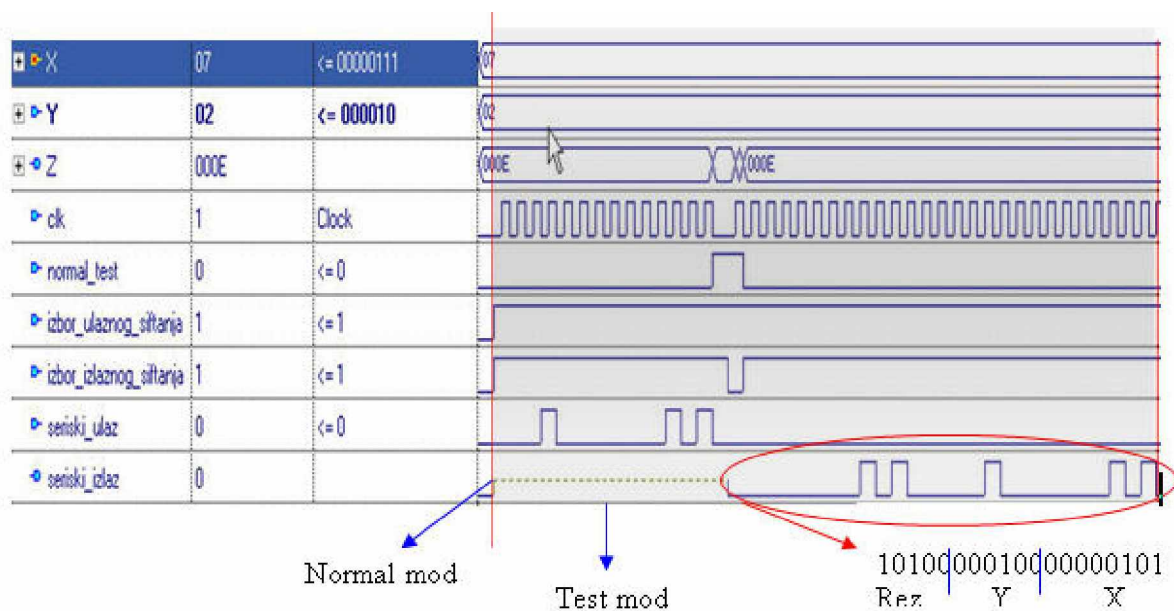 X 07 <= 00000111 07
Y 02 <= 000010 02
Z 000E 000E 000E
clk 1 Clock
normal_test 0 <= 0
izbor_ulaznog_siftanja 1 <= 1
izbor_izlaznog_siftanja 1 <= 1
seriski_ulaz 0 <= 0
seriski_izlaz 0
Normal mod
Test mod
10100000100000000101
Rez Y X